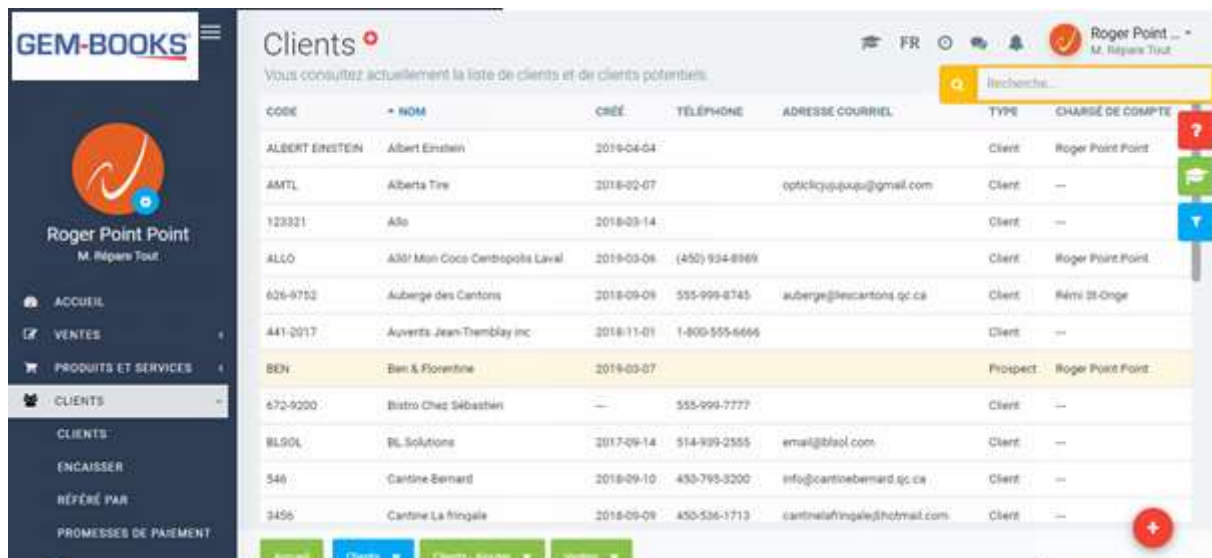 GEM-BOOKS
Roger Point Point
M. Répare Tout
ACCUEIL
VENTES
PRODUITS ET SERVICES
CLIENTS
CLIENTS
ENCAISSER
RÉFÉRÉ PAR
PROMESSES DE PAIEMENT
Clients
FR
Roger Point ...
M. Répare Tout
Vous consultez actuellement la liste de clients et de clients potentiels.
Recherche...
CODE NOM CRÉÉ TÉLÉPHONE ADRESSE COURRIEL TYPE CHARGÉ DE COMPTE
ALBERT EINSTEIN Albert Einstein 2019-04-04 Client Roger Point Point
AMTL Alberta Tire 2018-02-07 Client ---
123321 Allo 2018-03-14 Client ---
ALLO Allô! Mon Coco Centropolis Laval 2019-03-06 (450) 934-8989 Client Roger Point Point
626-9752 Auberge des Cantons 2018-09-09 555-999-8745 auberge@lescantons.qc.ca Client Rémi St-Onge
441-2017 Auvents Jean-Tremblay inc 2018-11-01 1-800-555-6666 Client ---
BEN Ben & Florentine 2019-03-07 Prospect Roger Point Point
672-9200 Bistro Chez Sébastien --- 555-999-7777 Client ---
BLSOL BL Solutions 2017-09-14 514-939-2555 email@blsol.com Client ---
546 Cantine Bernard 2018-09-10 450-795-3200 info@cantinebernard.qc.ca Client ---
3456 Cantine La fringale 2018-09-09 450-536-1713 cantinelafringale@hotmail.com Client ---
Accueil Clients Clients - Ajouter Ventes